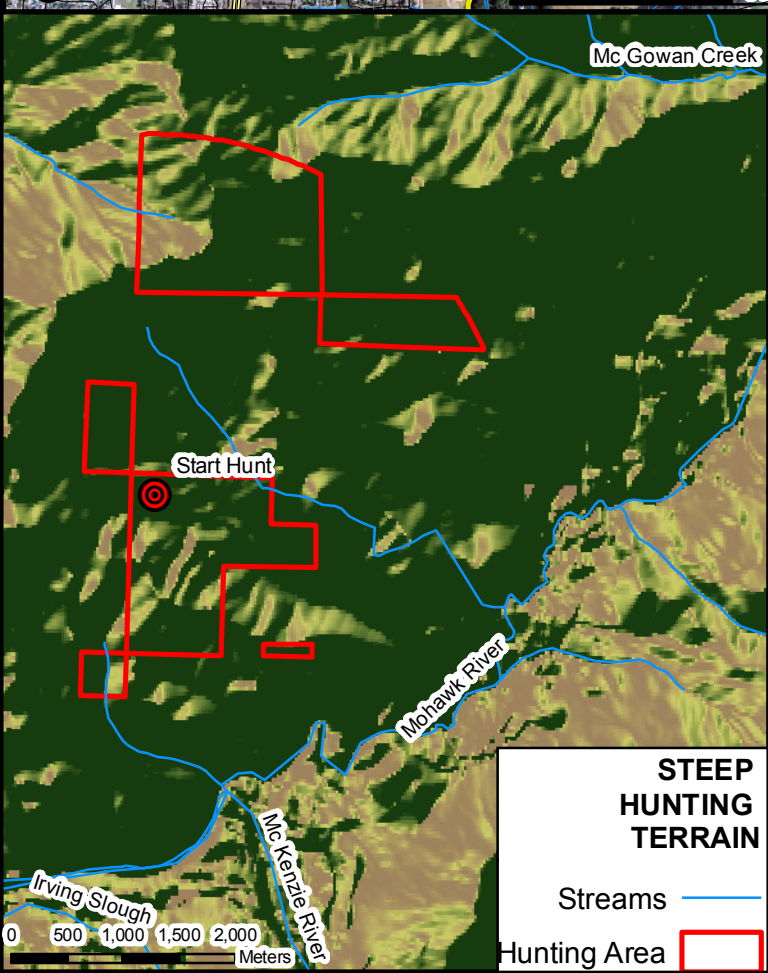 Mc Gowan Creek
Start Hunt
Mohawk River
Mc Kenzie River
Irving Slough
0 500 1,000 1,500 2,000
Meters
STEEP
HUNTING
TERRAIN
Streams
Hunting Area